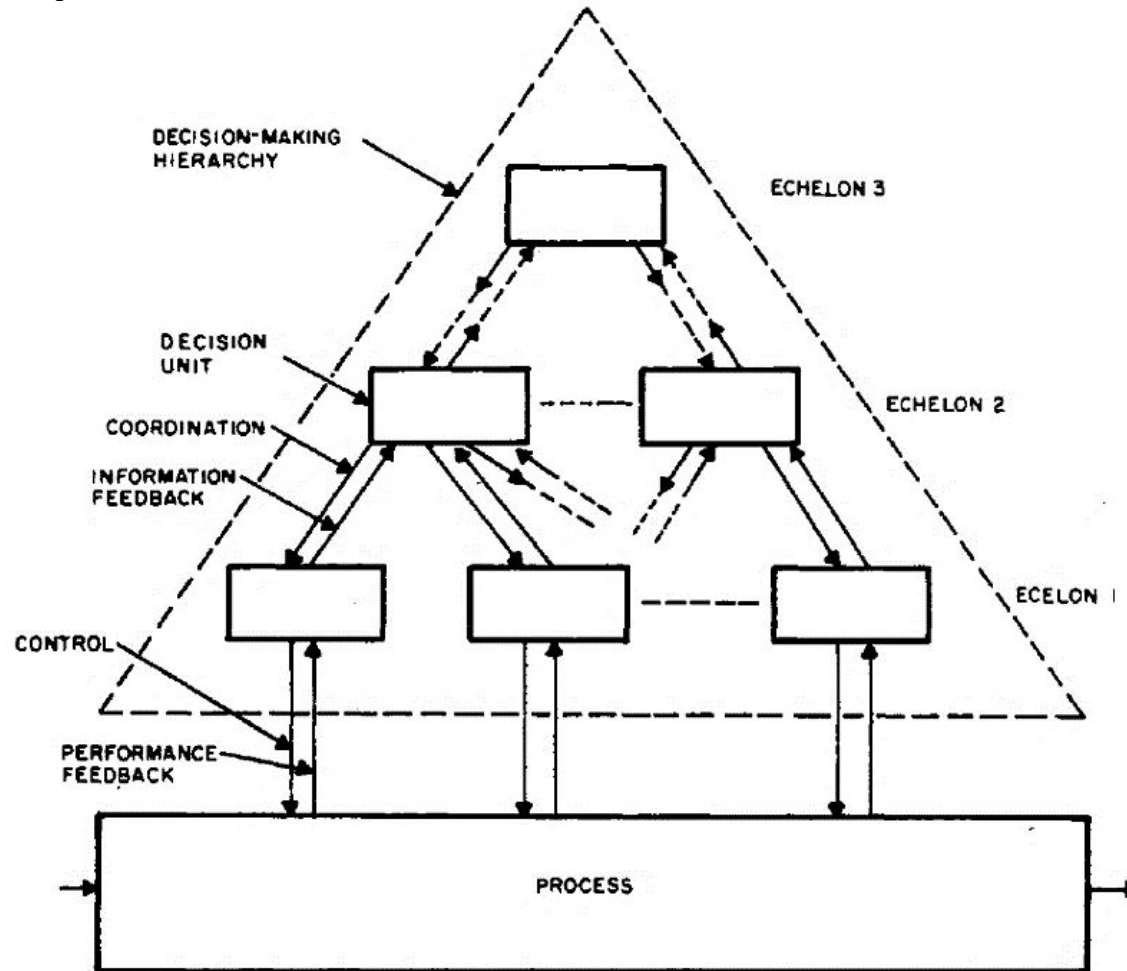 DECISION-MAKING
HIERARCHY
ECHELON 3
DECISION
UNIT
ECHELON 2
COORDINATION
INFORMATION
FEEDBACK
ECELON 1
CONTROL
PERFORMANCE
FEEDBACK
PROCESS